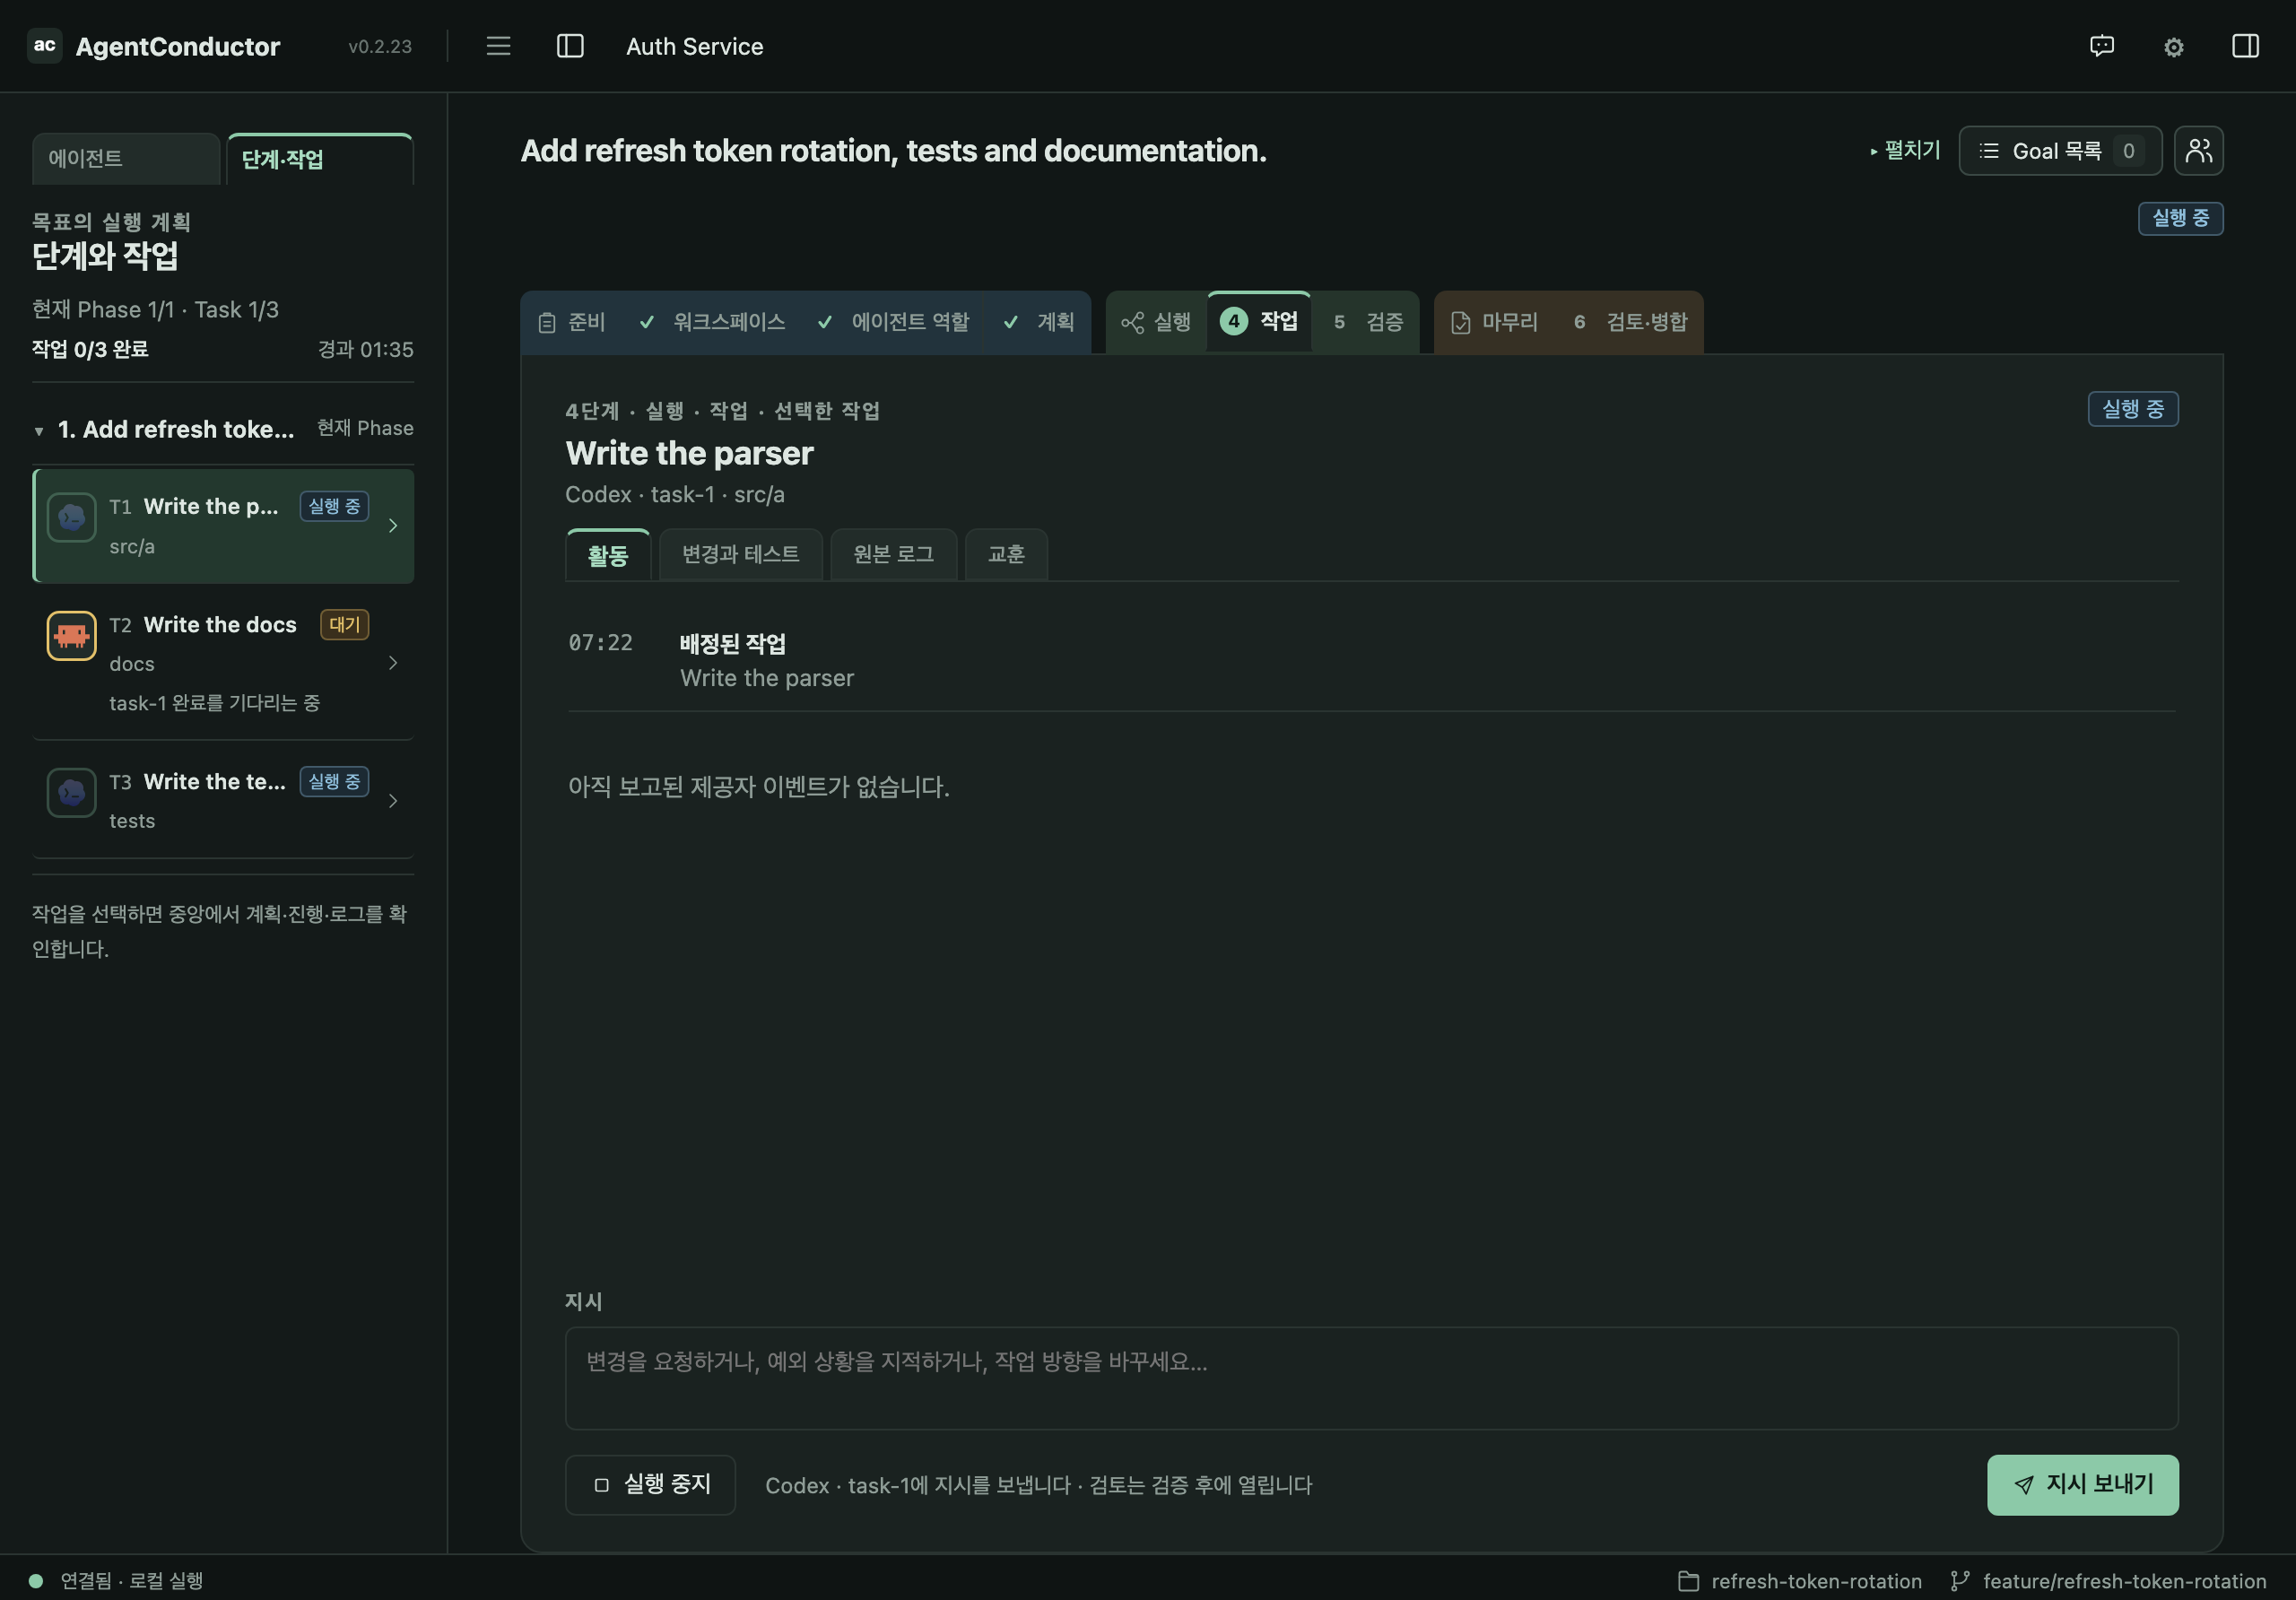 ac AgentConductor v0.2.23 Auth Service
에이전트 단계·작업
목표의 실행 계획
단계와 작업
현재 Phase 1/1 · Task 1/3
작업 0/3 완료 경과 01:35
1. Add refresh toke... 현재 Phase
T1 Write the p... 실행 중
src/a
T2 Write the docs 대기
docs
task-1 완료를 기다리는 중
T3 Write the te... 실행 중
tests
작업을 선택하면 중앙에서 계획·진행·로그를 확
인합니다.
Add refresh token rotation, tests and documentation.
펼치기 Goal 목록 0
실행 중
준비 워크스페이스 에이전트 역할 계획 실행 4 작업 5 검증 마무리 6 검토·병합
4단계 · 실행 · 작업 · 선택한 작업
실행 중
Write the parser
Codex · task-1 · src/a
활동 변경과 테스트 원본 로그 교훈
07:22 배정된 작업
Write the parser
아직 보고된 제공자 이벤트가 없습니다.
지시
변경을 요청하거나, 예외 상황을 지적하거나, 작업 방향을 바꾸세요...
실행 중지 Codex · task-1에 지시를 보냅니다 · 검토는 검증 후에 열립니다 지시 보내기
연결됨 · 로컬 실행 refresh-token-rotation feature/refresh-token-rotation